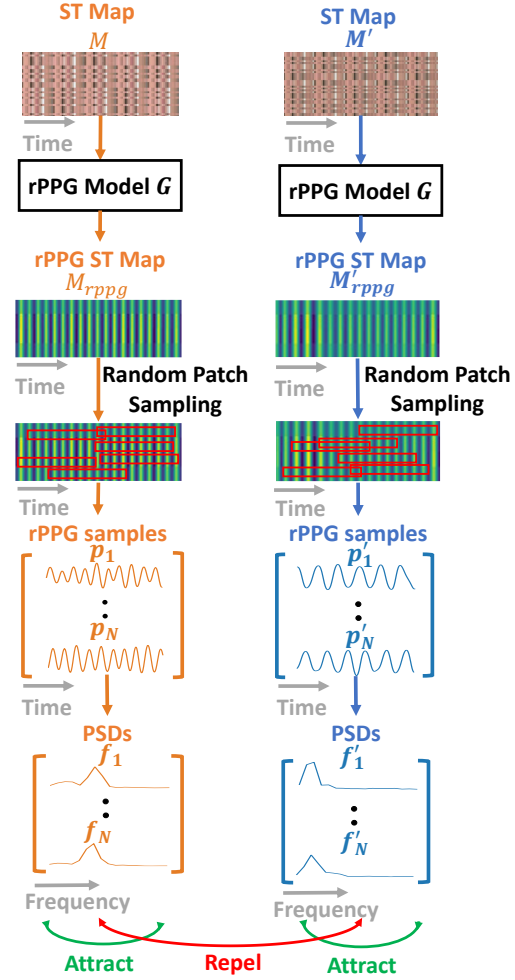 ST Map
M
Time
rPPG Model G
rPPG ST Map
M_rppg
Time
Random Patch
Sampling
Time
rPPG samples
p_1
p_N
Time
PSDs
f_1
f_N
Frequency
Attract
Repel
ST Map
M′
Time
rPPG Model G
rPPG ST Map
M′_rppg
Time
Random Patch
Sampling
Time
rPPG samples
p′_1
p′_N
Time
PSDs
f′_1
f′_N
Frequency
Attract